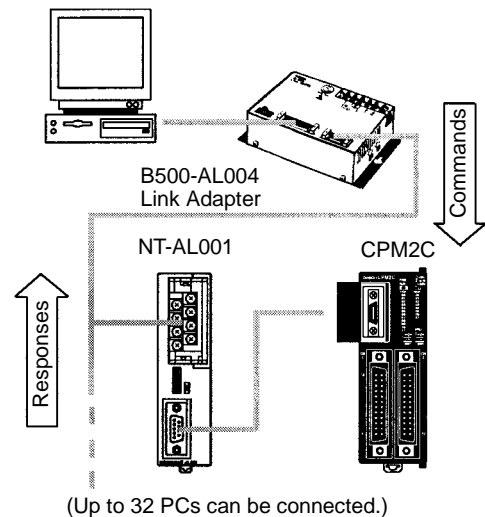 Commands
B500-AL004
Link Adapter
NT-AL001
CPM2C
Responses
(Up to 32 PCs can be connected.)